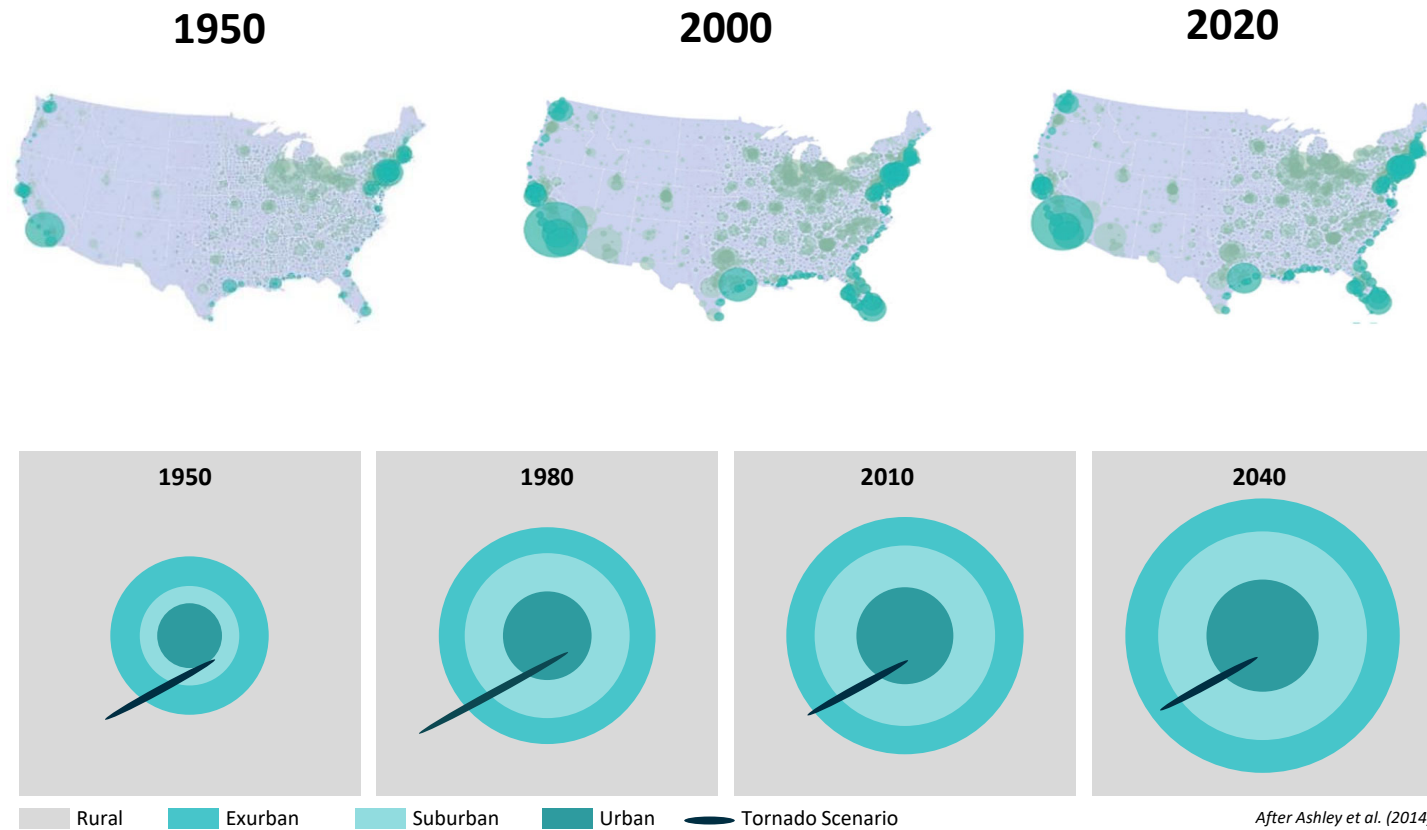 1950
2000
2020
1950
1980
2010
2040
Rural
Exurban
Suburban
Urban
Tornado Scenario
After Ashley et al. (2014